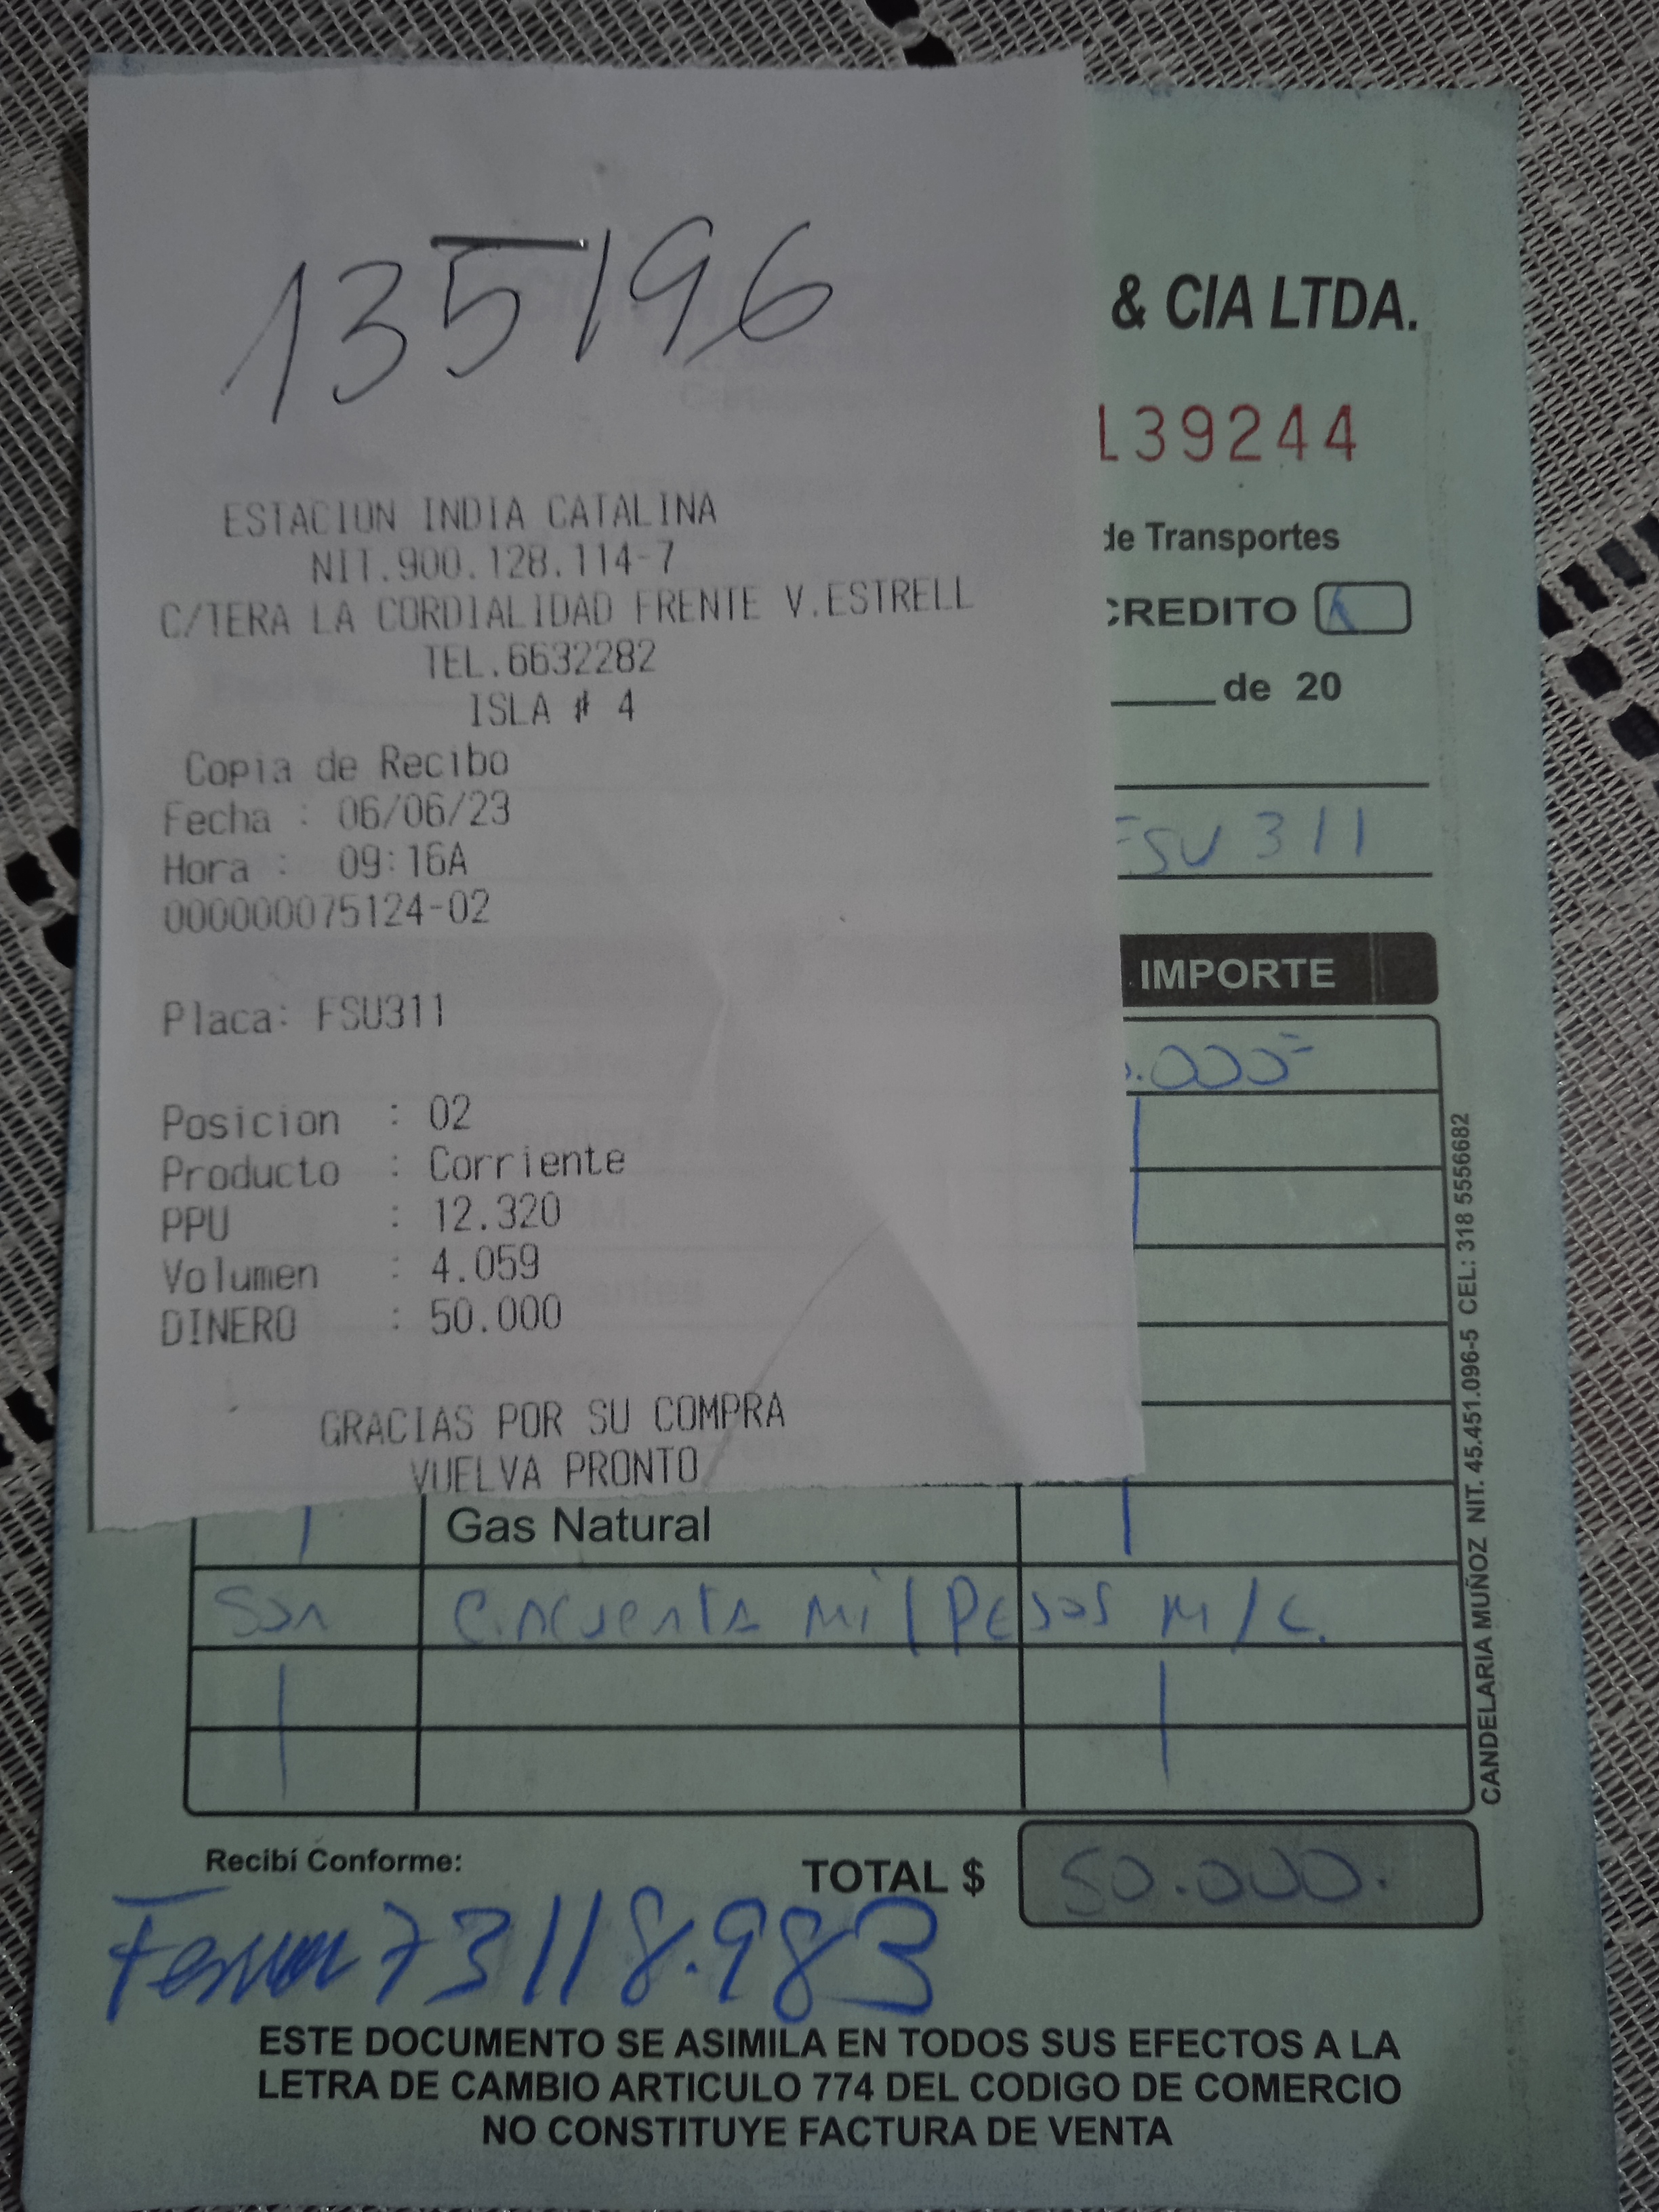 135196
ESTACION INDIA CATALINA
NIT.900.128.114-7
C/TERA LA CORDIALIDAD FRENTE V.ESTRELL
TEL.6632282
ISLA # 4
Copia de Recibo
Fecha : 06/06/23
Hora : 09:16A
000000075124-02
Placa: FSU311
Posicion : 02
Producto : Corriente
PPU : 12.320
Volumen : 4.059
DINERO : 50.000
GRACIAS POR SU COMPRA
VUELVA PRONTO
& CIA LTDA.
139244
de Transportes
CREDITO
de 20
FSU 311
IMPORTE
.000=
Gas Natural
Son Cincuenta mil Pesos M/C.
Recibí Conforme:
TOTAL $ 50.000.
73118.983
ESTE DOCUMENTO SE ASIMILA EN TODOS SUS EFECTOS A LA
LETRA DE CAMBIO ARTICULO 774 DEL CODIGO DE COMERCIO
NO CONSTITUYE FACTURA DE VENTA
CANDELARIA MUÑOZ NIT. 45.451.096-5 CEL: 318 5556682